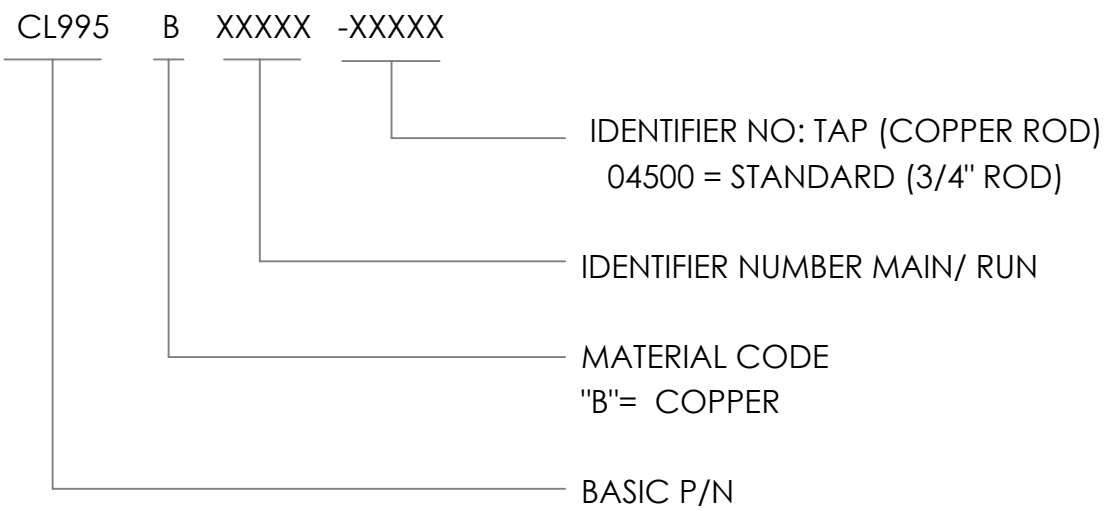 CL995 B XXXXX -XXXXX
IDENTIFIER NO: TAP (COPPER ROD)
04500 = STANDARD (3/4" ROD)
IDENTIFIER NUMBER MAIN/ RUN
MATERIAL CODE
"B"= COPPER
BASIC P/N